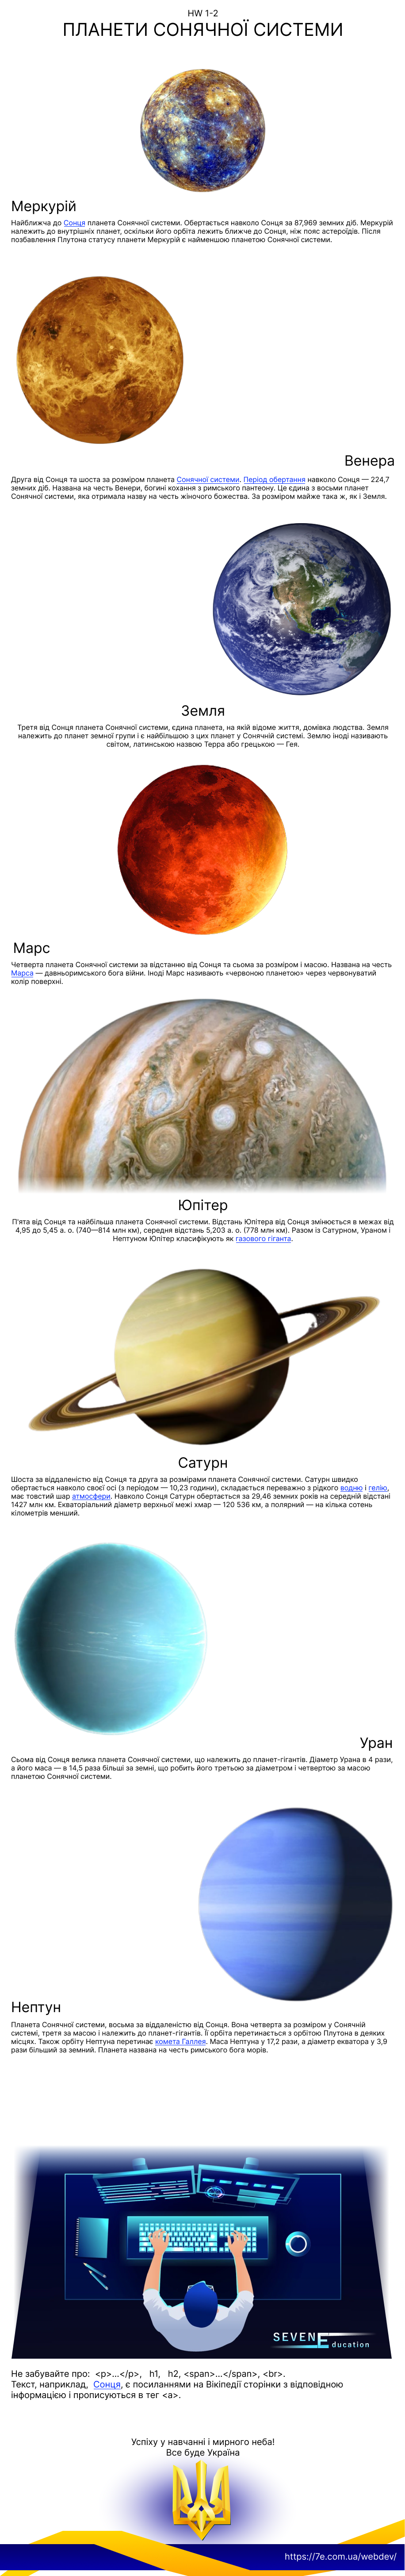 HW 1-2
ПЛАНЕТИ СОНЯЧНОЇ СИСТЕМИ
Меркурій
Найближча до Сонця планета Сонячної системи. Обертається навколо Сонця за 87,969 земних діб. Меркурій
належить до внутрішніх планет, оскільки його орбіта лежить ближче до Сонця, ніж пояс астероїдів. Після
позбавлення Плутона статусу планети Меркурій є найменшою планетою Сонячної системи.
Венера
Друга від Сонця та шоста за розміром планета Сонячної системи. Період обертання навколо Сонця — 224,7
земних діб. Названа на честь Венери, богині кохання з римського пантеону. Це єдина з восьми планет
Сонячної системи, яка отримала назву на честь жіночого божества. За розміром майже така ж, як і Земля.
Земля
Третя від Сонця планета Сонячної системи, єдина планета, на якій відоме життя, домівка людства. Земля
належить до планет земної групи і є найбільшою з цих планет у Сонячній системі. Землю іноді називають
світом, латинською назвою Терра або грецькою — Гея.
Марс
Четверта планета Сонячної системи за відстанню від Сонця та сьома за розміром і масою. Названа на честь
Марса — давньоримського бога війни. Іноді Марс називають «червоною планетою» через червонуватий
колір поверхні.
Юпітер
П'ята від Сонця та найбільша планета Сонячної системи. Відстань Юпітера від Сонця змінюється в межах від
4,95 до 5,45 а. о. (740—814 млн км), середня відстань 5,203 а. о. (778 млн км). Разом із Сатурном, Ураном і
Нептуном Юпітер класифікують як газового гіганта.
Сатурн
Шоста за віддаленістю від Сонця та друга за розмірами планета Сонячної системи. Сатурн швидко
обертається навколо своєї осі (з періодом — 10,23 години), складається переважно з рідкого водню і гелію,
має товстий шар атмосфери. Навколо Сонця Сатурн обертається за 29,46 земних років на середній відстані
1427 млн км. Екваторіальний діаметр верхньої межі хмар — 120 536 км, а полярний — на кілька сотень
кілометрів менший.
Уран
Сьома від Сонця велика планета Сонячної системи, що належить до планет-гігантів. Діаметр Урана в 4 рази,
а його маса — в 14,5 раза більші за земні, що робить його третьою за діаметром і четвертою за масою
планетою Сонячної системи.
Нептун
Планета Сонячної системи, восьма за віддаленістю від Сонця. Вона четверта за розміром у Сонячній
системі, третя за масою і належить до планет-гігантів. Її орбіта перетинається з орбітою Плутона в деяких
місцях. Також орбіту Нептуна перетинає комета Галлея. Маса Нептуна у 17,2 рази, а діаметр екватора у 3,9
рази більший за земний. Планета названа на честь римського бога морів.
SEVEN Education
Не забувайте про: <p>...</p>, h1, h2, <span>...</span>, <br>.
Текст, наприклад, Сонця, є посиланнями на Вікіпедії сторінки з відповідною
інформацією і прописуються в тег <a>.
Успіху у навчанні і мирного неба!
Все буде Україна
https://7e.com.ua/webdev/